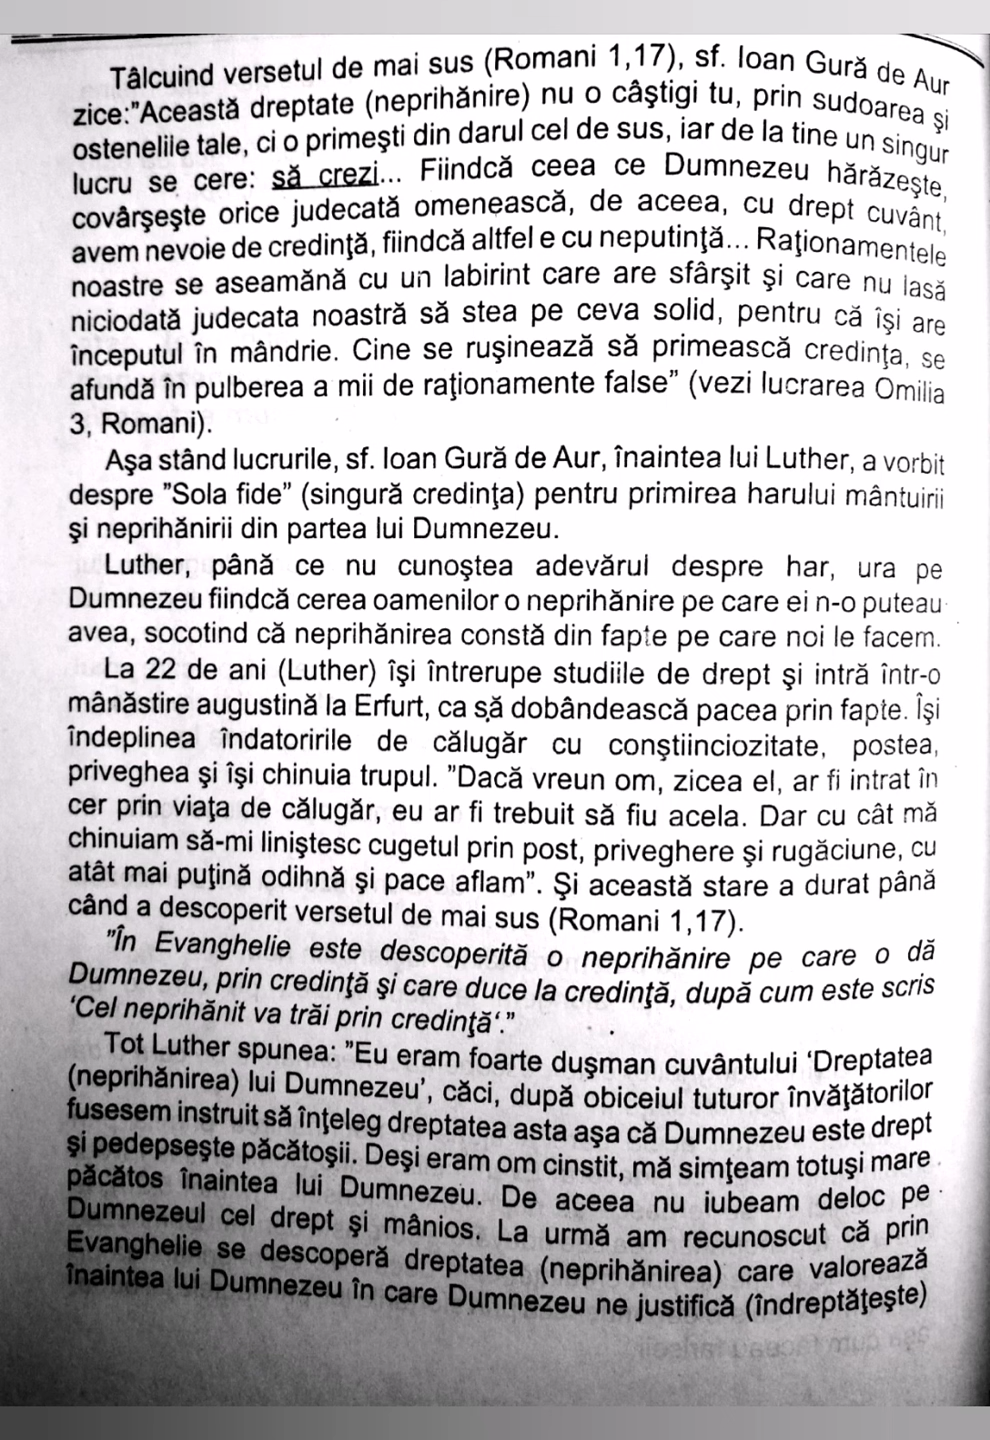 Tâlcuind versetul de mai sus (Romani 1,17), sf. Ioan Gură de Aur
zice:"Această dreptate (neprihănire) nu o câştigi tu, prin sudoarea şi
ostenelile tale, ci o primeşti din darul cel de sus, iar de la tine un singur
lucru se cere: să crezi... Fiindcă ceea ce Dumnezeu hărăzeşte,
covârşeşte orice judecată omenească, de aceea, cu drept cuvânt,
avem nevoie de credinţă, fiindcă altfel e cu neputinţă... Raţionamentele
noastre se aseamănă cu un labirint care are sfârşit şi care nu lasă
niciodată judecata noastră să stea pe ceva solid, pentru că îşi are
începutul în mândrie. Cine se ruşinează să primească credinţa, se
afundă în pulberea a mii de raţionamente false" (vezi lucrarea Omilia
3, Romani).
Aşa stând lucrurile, sf. Ioan Gură de Aur, înaintea lui Luther, a vorbit
despre "Sola fide" (singură credinţa) pentru primirea harului mântuirii
şi neprihănirii din partea lui Dumnezeu.
Luther, până ce nu cunoştea adevărul despre har, ura pe
Dumnezeu fiindcă cerea oamenilor o neprihănire pe care ei n-o puteau
avea, socotind că neprihănirea constă din fapte pe care noi le facem.
La 22 de ani (Luther) îşi întrerupe studiile de drept şi intră într-o
mânăstire augustină la Erfurt, ca să dobândească pacea prin fapte. Îşi
îndeplinea îndatoririle de călugăr cu conştiinciozitate, postea,
priveghea şi îşi chinuia trupul. "Dacă vreun om, zicea el, ar fi intrat în
cer prin viaţa de călugăr, eu ar fi trebuit să fiu acela. Dar cu cât mă
chinuiam să-mi liniştesc cugetul prin post, priveghere şi rugăciune, cu
atât mai puţină odihnă şi pace aflam". Şi această stare a durat până
când a descoperit versetul de mai sus (Romani 1,17).
"În Evanghelie este descoperită o neprihănire pe care o dă
Dumnezeu, prin credinţă şi care duce la credinţă, după cum este scris
'Cel neprihănit va trăi prin credinţă'."
Tot Luther spunea: "Eu eram foarte duşman cuvântului 'Dreptatea
(neprihănirea) lui Dumnezeu', căci, după obiceiul tuturor învăţătorilor
fusesem instruit să înţeleg dreptatea asta aşa că Dumnezeu este drept
şi pedepseşte păcătoşii. Deşi eram om cinstit, mă simţeam totuşi mare
păcătos înaintea lui Dumnezeu. De aceea nu iubeam deloc pe
Dumnezeul cel drept şi mânios. La urmă am recunoscut că prin
Evanghelie se descoperă dreptatea (neprihănirea) care valorează
înaintea lui Dumnezeu în care Dumnezeu ne justifică (îndreptăţeşte)